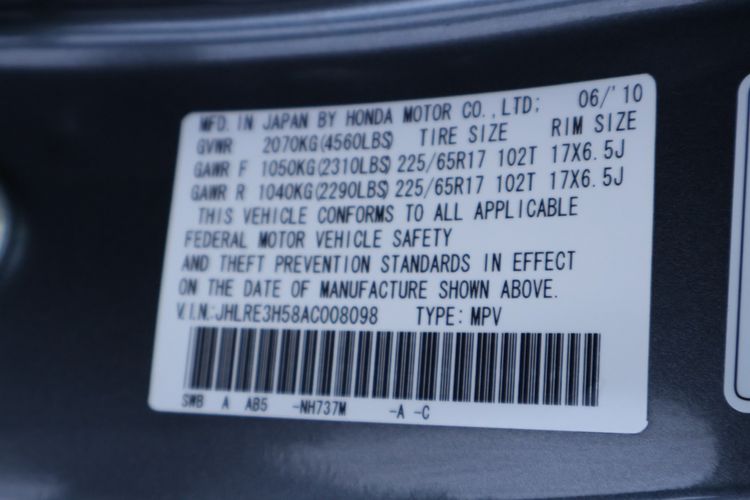 MFD. IN JAPAN BY HONDA MOTOR CO.,LTD; 06/'10
GVWR 2070KG(4560LBS) TIRE SIZE RIM SIZE
GAWR F 1050KG(2310LBS) 225/65R17 102T 17X6.5J
GAWR R 1040KG(2290LBS) 225/65R17 102T 17X6.5J
THIS VEHICLE CONFORMS TO ALL APPLICABLE
FEDERAL MOTOR VEHICLE SAFETY
AND THEFT PREVENTION STANDARDS IN EFFECT
ON THE DATE OF MANUFACTURE SHOWN ABOVE.
V.I.N.:JHLRE3H58AC008098 TYPE: MPV
SWB A AB5 -NH737M -A -C